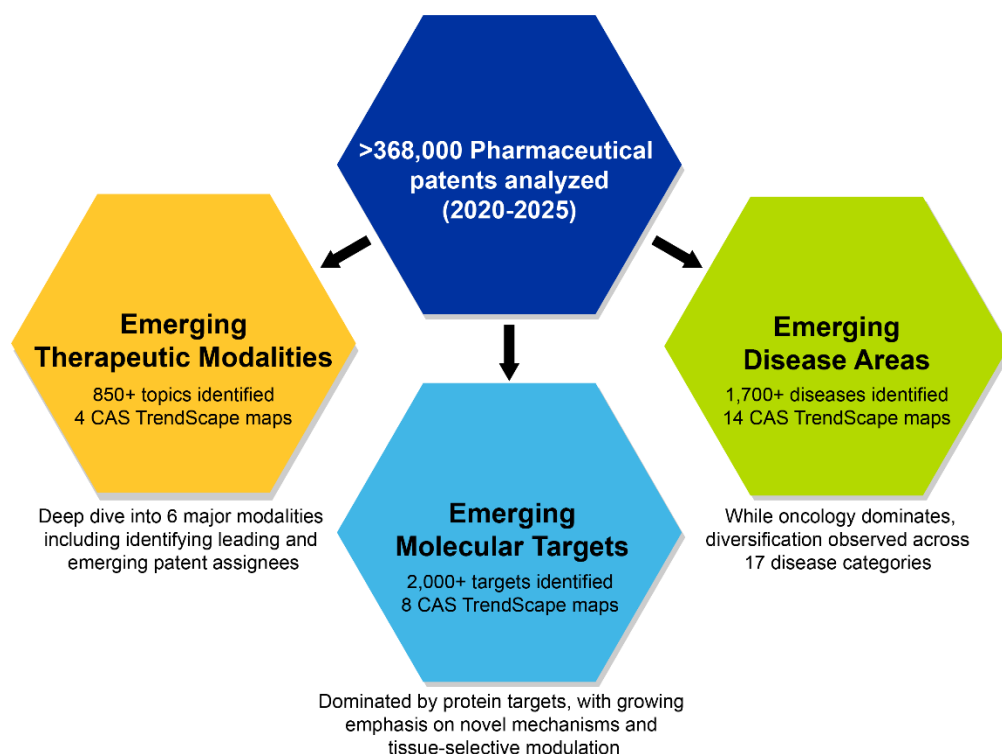 >368,000 Pharmaceutical
patents analyzed
(2020-2025)
Emerging
Therapeutic Modalities
850+ topics identified
4 CAS TrendScape maps
Deep dive into 6 major modalities
including identifying leading and
emerging patent assignees
Emerging
Molecular Targets
2,000+ targets identified
8 CAS TrendScape maps
Dominated by protein targets, with growing
emphasis on novel mechanisms and
tissue-selective modulation
Emerging
Disease Areas
1,700+ diseases identified
14 CAS TrendScape maps
While oncology dominates,
diversification observed across
17 disease categories